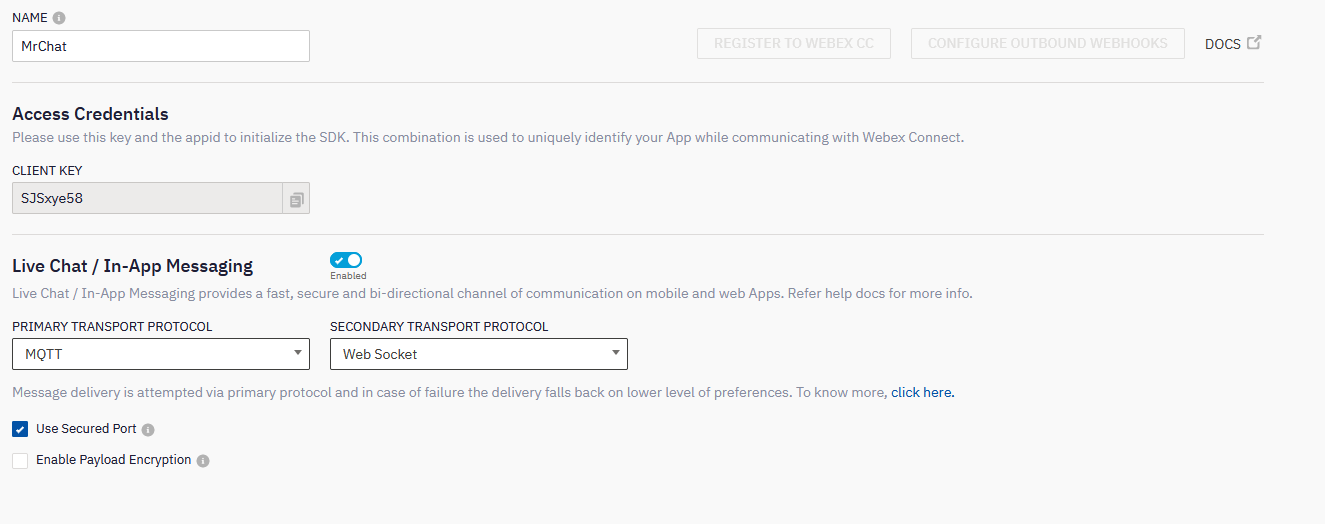 NAME
MrChat
REGISTER TO WEBEX CC
CONFIGURE OUTBOUND WEBHOOKS
DOCS
Access Credentials
Please use this key and the appid to initialize the SDK. This combination is used to uniquely identify your App while communicating with Webex Connect.
CLIENT KEY
SJSxye58
Live Chat / In-App Messaging
Enabled
Live Chat / In-App Messaging provides a fast, secure and bi-directional channel of communication on mobile and web Apps. Refer help docs for more info.
PRIMARY TRANSPORT PROTOCOL
SECONDARY TRANSPORT PROTOCOL
MQTT
Web Socket
Message delivery is attempted via primary protocol and in case of failure the delivery falls back on lower level of preferences. To know more, click here.
Use Secured Port
Enable Payload Encryption